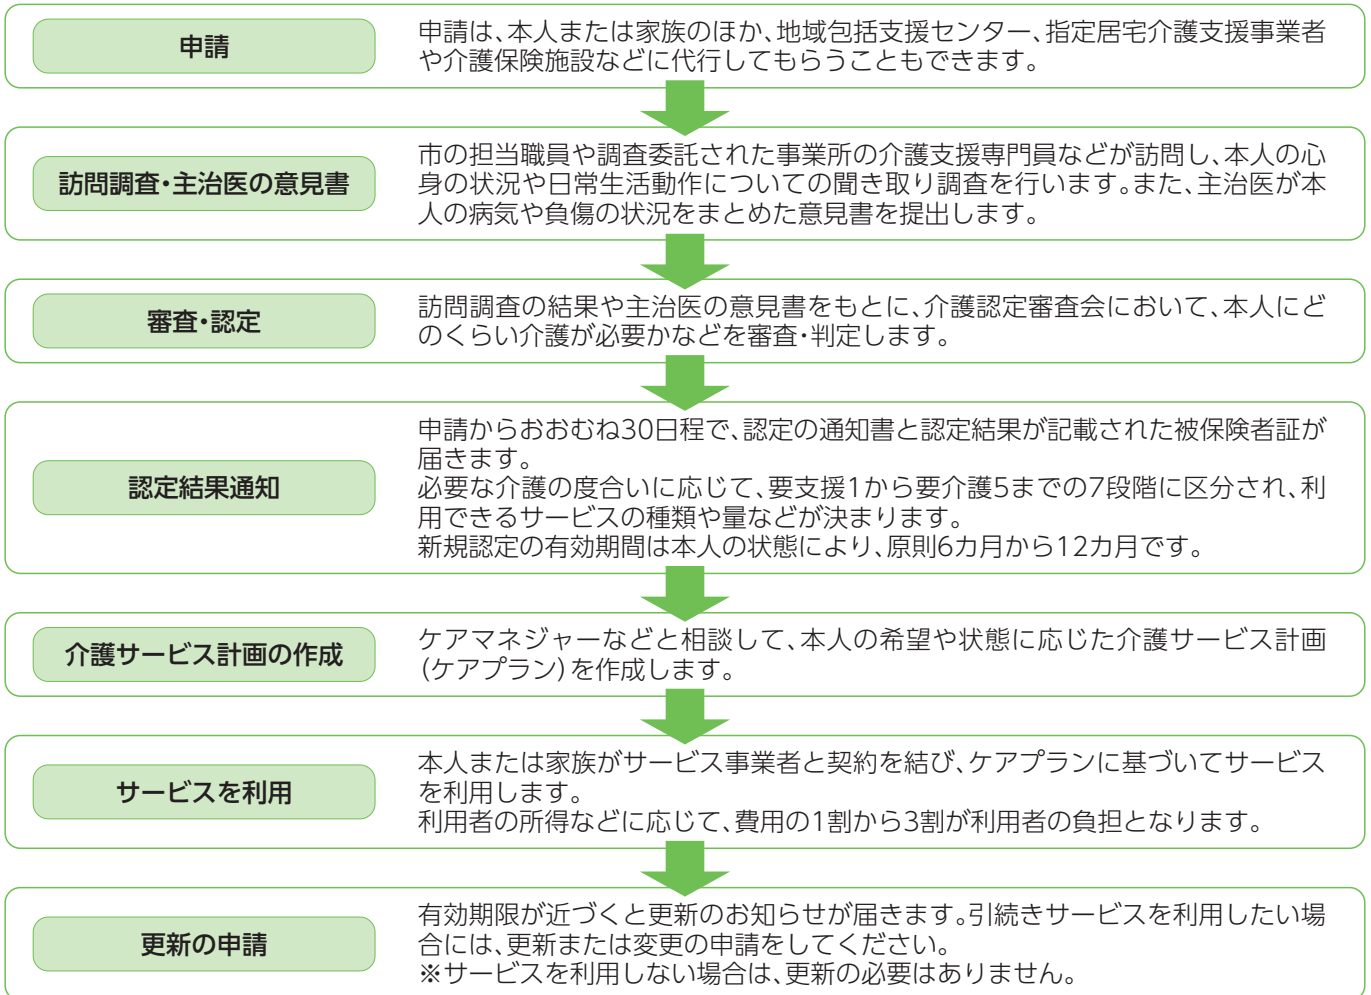 申請
申請は、本人または家族のほか、地域包括支援センター、指定居宅介護支援事業者
や介護保険施設などに代行してもらうこともできます。
訪問調査・主治医の意見書
市の担当職員や調査委託された事業所の介護支援専門員などが訪問し、本人の心
身の状況や日常生活動作についての聞き取り調査を行います。また、主治医が本
人の病気や負傷の状況をまとめた意見書を提出します。
審査・認定
訪問調査の結果や主治医の意見書をもとに、介護認定審査会において、本人にど
のくらい介護が必要かなどを審査・判定します。
認定結果通知
申請からおおむね30日程で、認定の通知書と認定結果が記載された被保険者証が
届きます。
必要な介護の度合いに応じて、要支援1から要介護5までの7段階に区分され、利
用できるサービスの種類や量などが決まります。
新規認定の有効期間は本人の状態により、原則6カ月から12カ月です。
介護サービス計画の作成
ケアマネジャーなどと相談して、本人の希望や状態に応じた介護サービス計画
(ケアプラン)を作成します。
サービスを利用
本人または家族がサービス事業者と契約を結び、ケアプランに基づいてサービス
を利用します。
利用者の所得などに応じて、費用の1割から3割が利用者の負担となります。
更新の申請
有効期限が近づくと更新のお知らせが届きます。引続きサービスを利用したい場
合には、更新または変更の申請をしてください。
※サービスを利用しない場合は、更新の必要はありません。